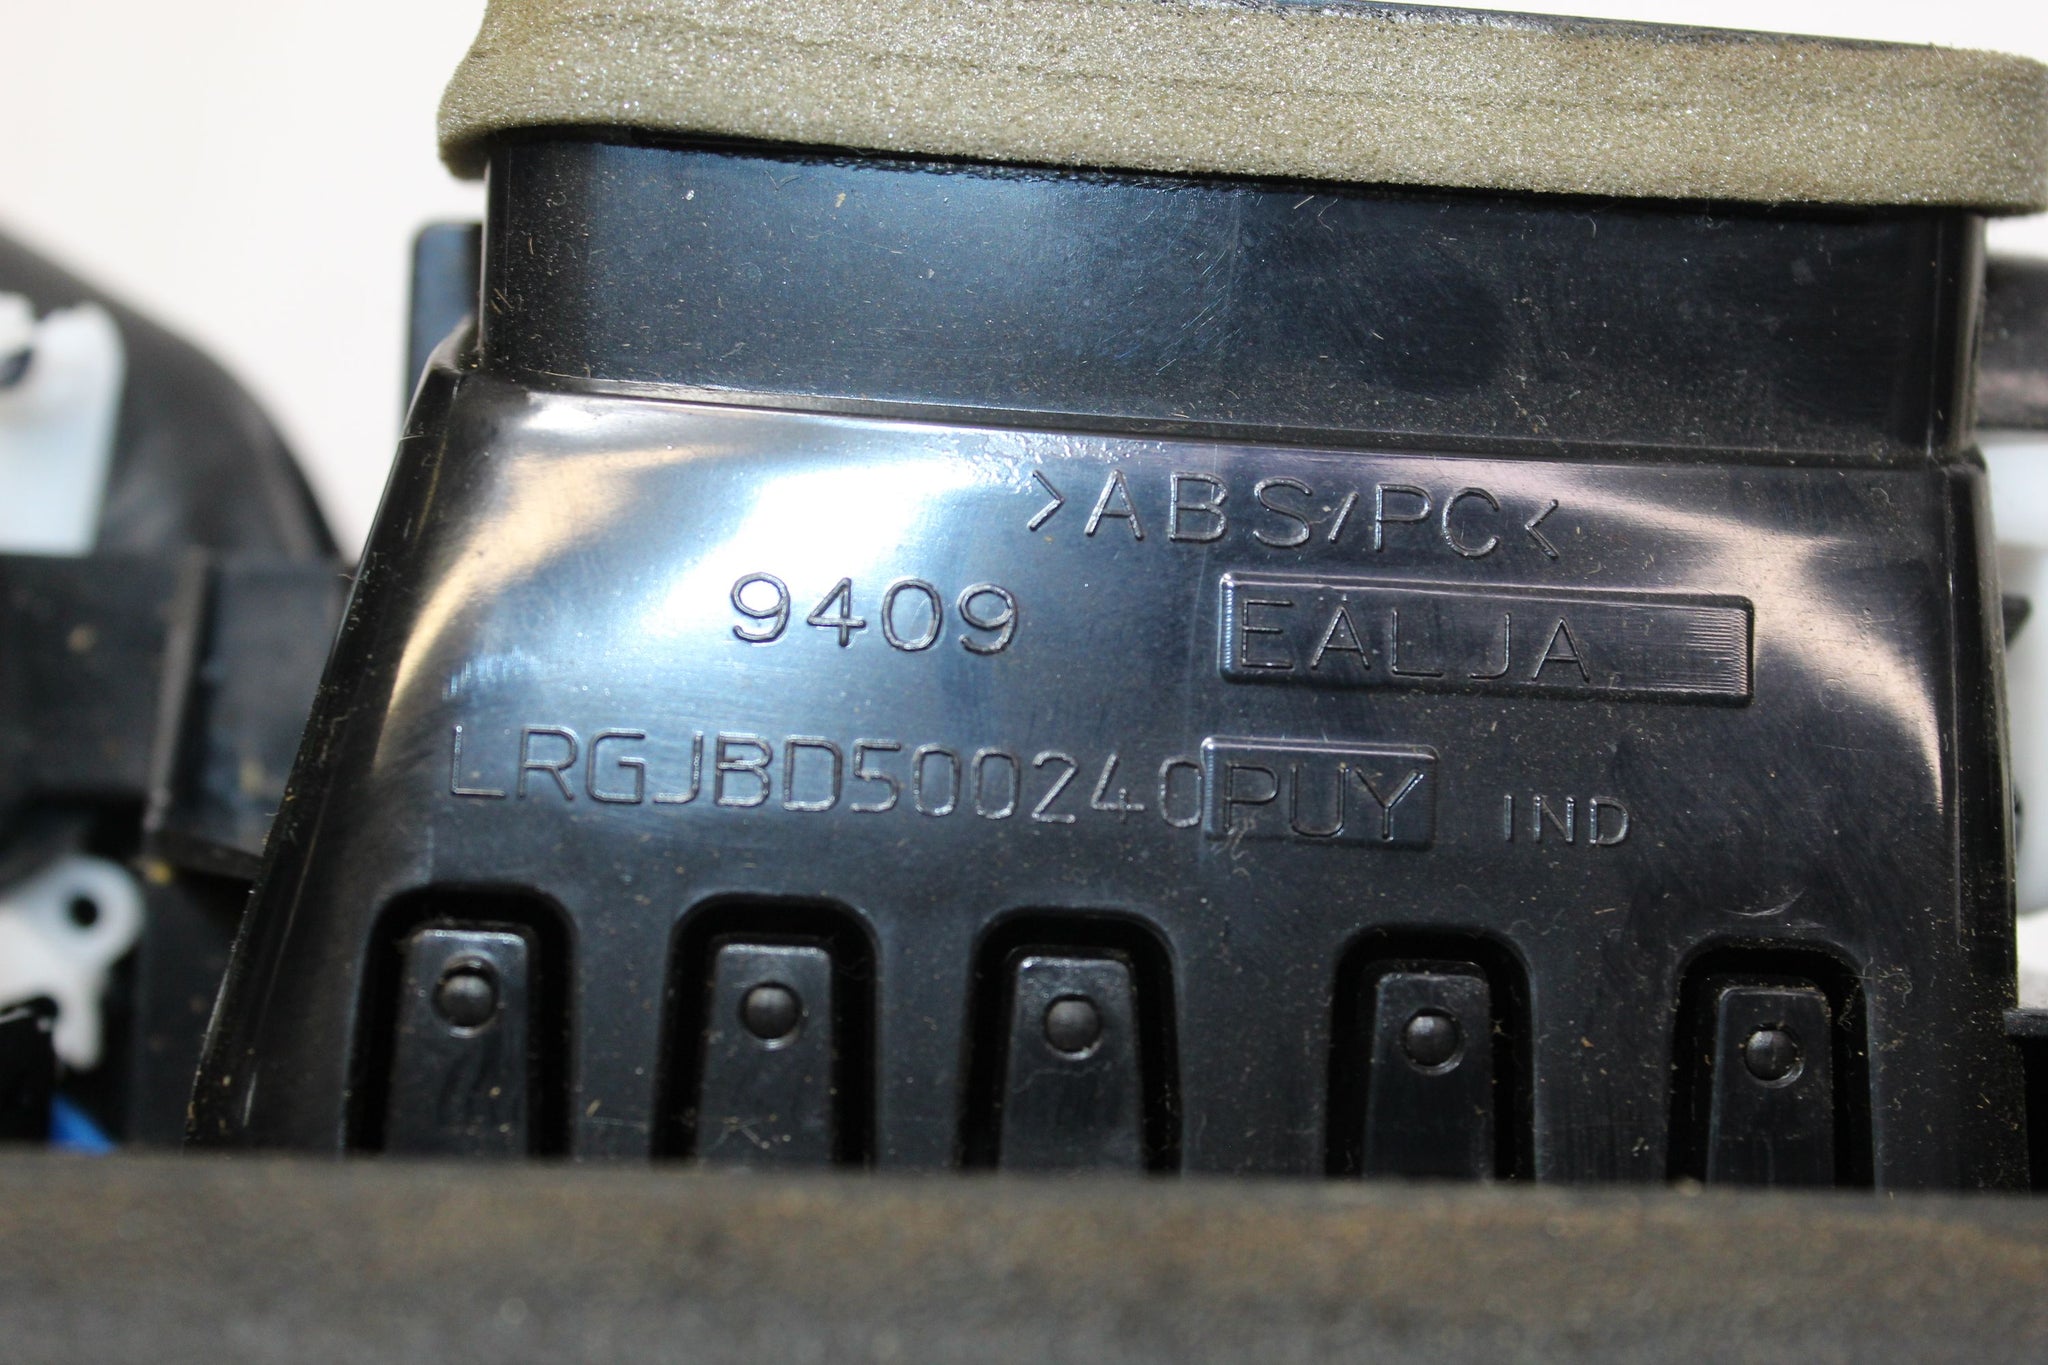 >ABS/PC<
9409 EALJA
LRGJBD500240PUY IND